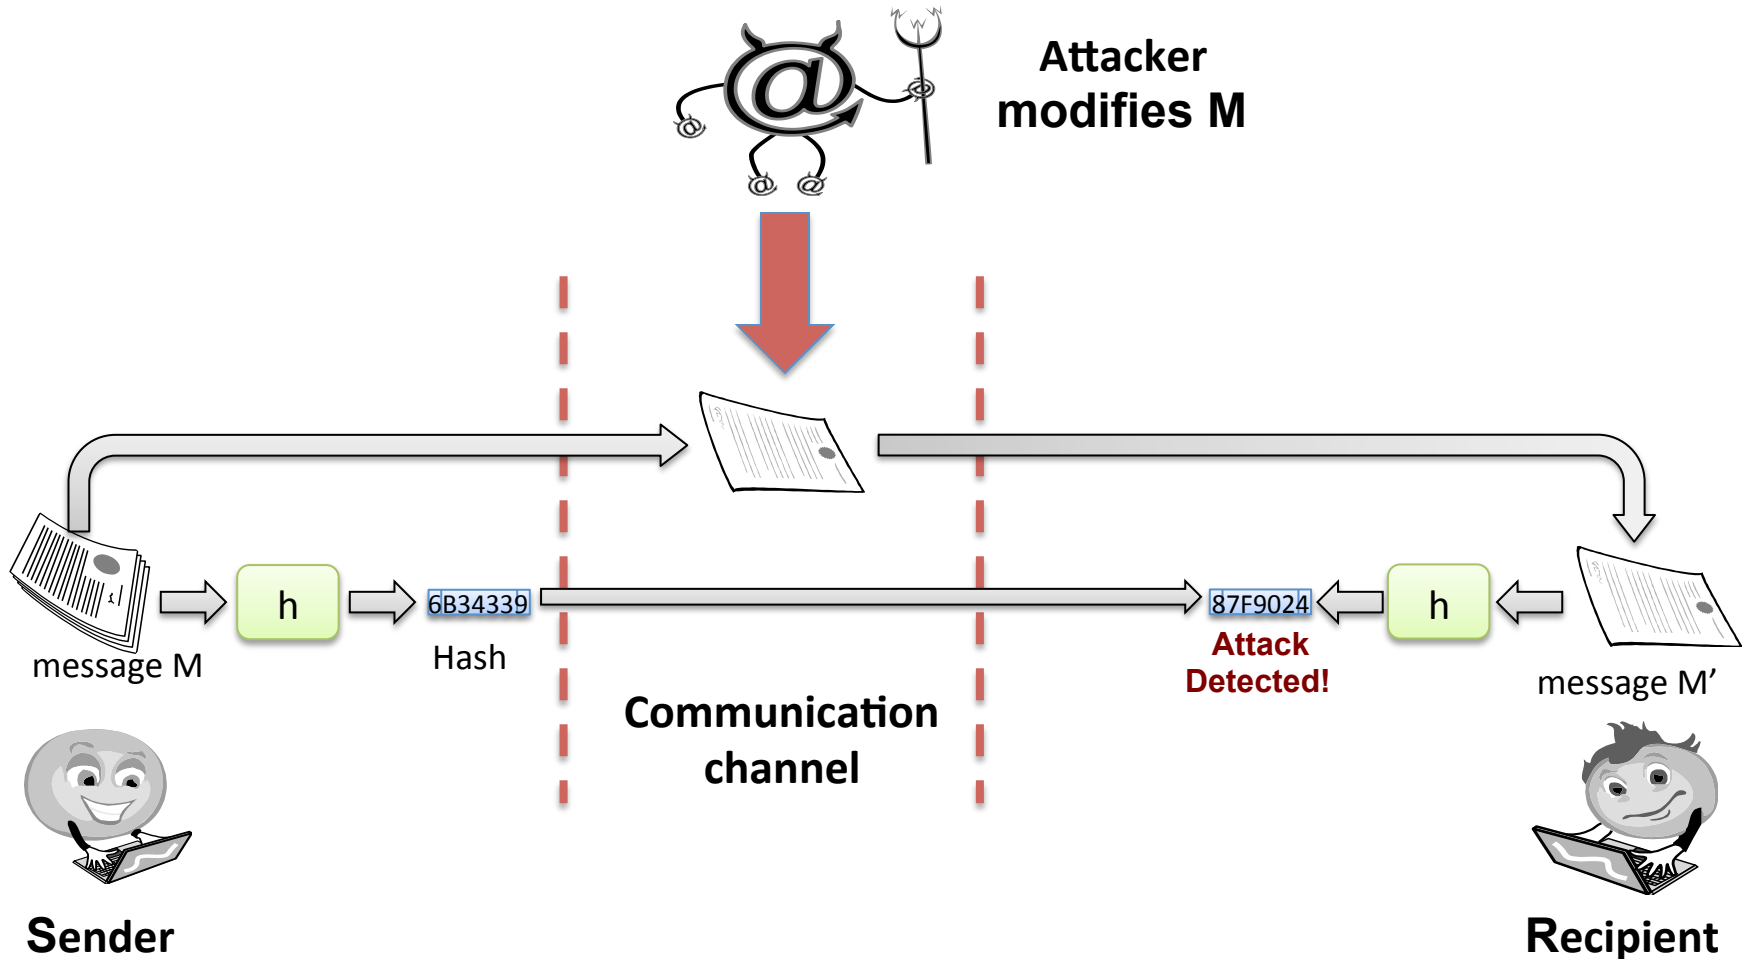 Attacker
modifies M
h
6B34339
87F9024
h
message M
Hash
Attack
Detected!
message M’
Communication
channel
Sender
Recipient